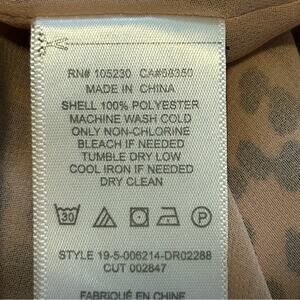 RN# 105230 CA#56350
MADE IN CHINA
SHELL 100% POLYESTER
MACHINE WASH COLD
ONLY NON-CHLORINE
BLEACH IF NEEDED
TUMBLE DRY LOW
COOL IRON IF NEEDED
DRY CLEAN
30 P
STYLE 19-5-006214-DR02288
CUT 002847
FABRIQUÉ EN CHINE